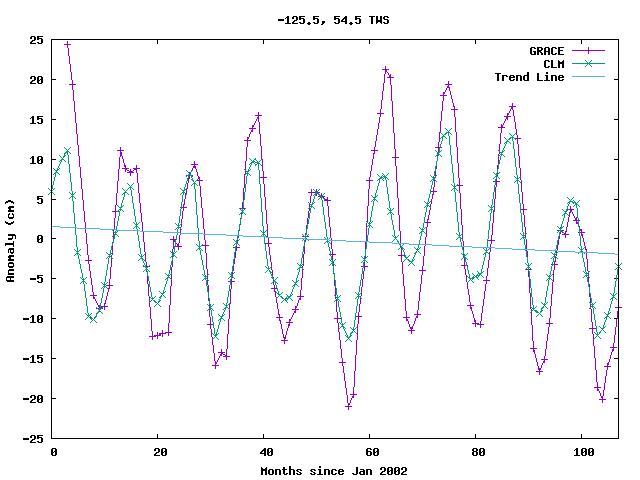 -125.5, 54.5 TWS
GRACE
CLM
Trend Line
25
20
15
10
5
0
-5
-10
-15
-20
-25
Anomaly (cm)
0 20 40 60 80 100
Months since Jan 2002